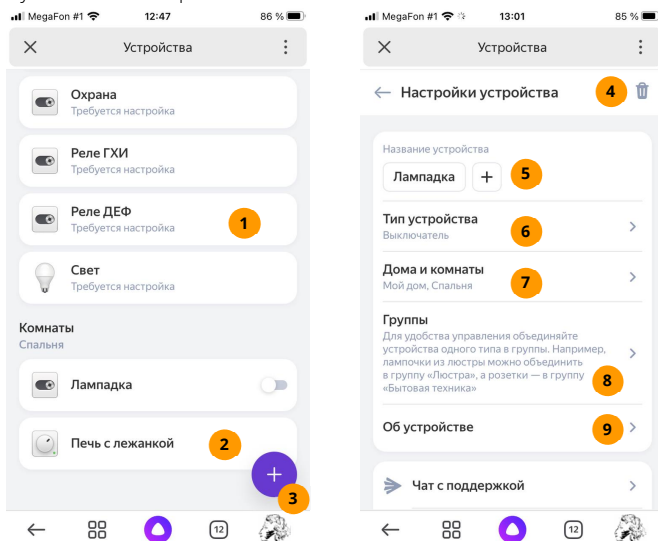 MegaFon #1 12:47 86 %
Устройства
Охрана
Требуется настройка
Реле ГХИ
Требуется настройка
Реле ДЕФ
Требуется настройка
1
Свет
Требуется настройка
Комнаты
Спальня
Лампадка
Печь с лежанкой
2
+
3
12
MegaFon #1 13:01 85 %
Устройства
Настройки устройства
4
Название устройства
Лампадка +
5
Тип устройства
Выключатель
6
Дома и комнаты
Мой дом, Спальня
7
Группы
Для удобства управления объединяйте
устройства одного типа в группы. Например,
лампочки из люстры можно объединить
в группу «Люстра», а розетки — в группу
«Бытовая техника»
8
Об устройстве
9
Чат с поддержкой
12